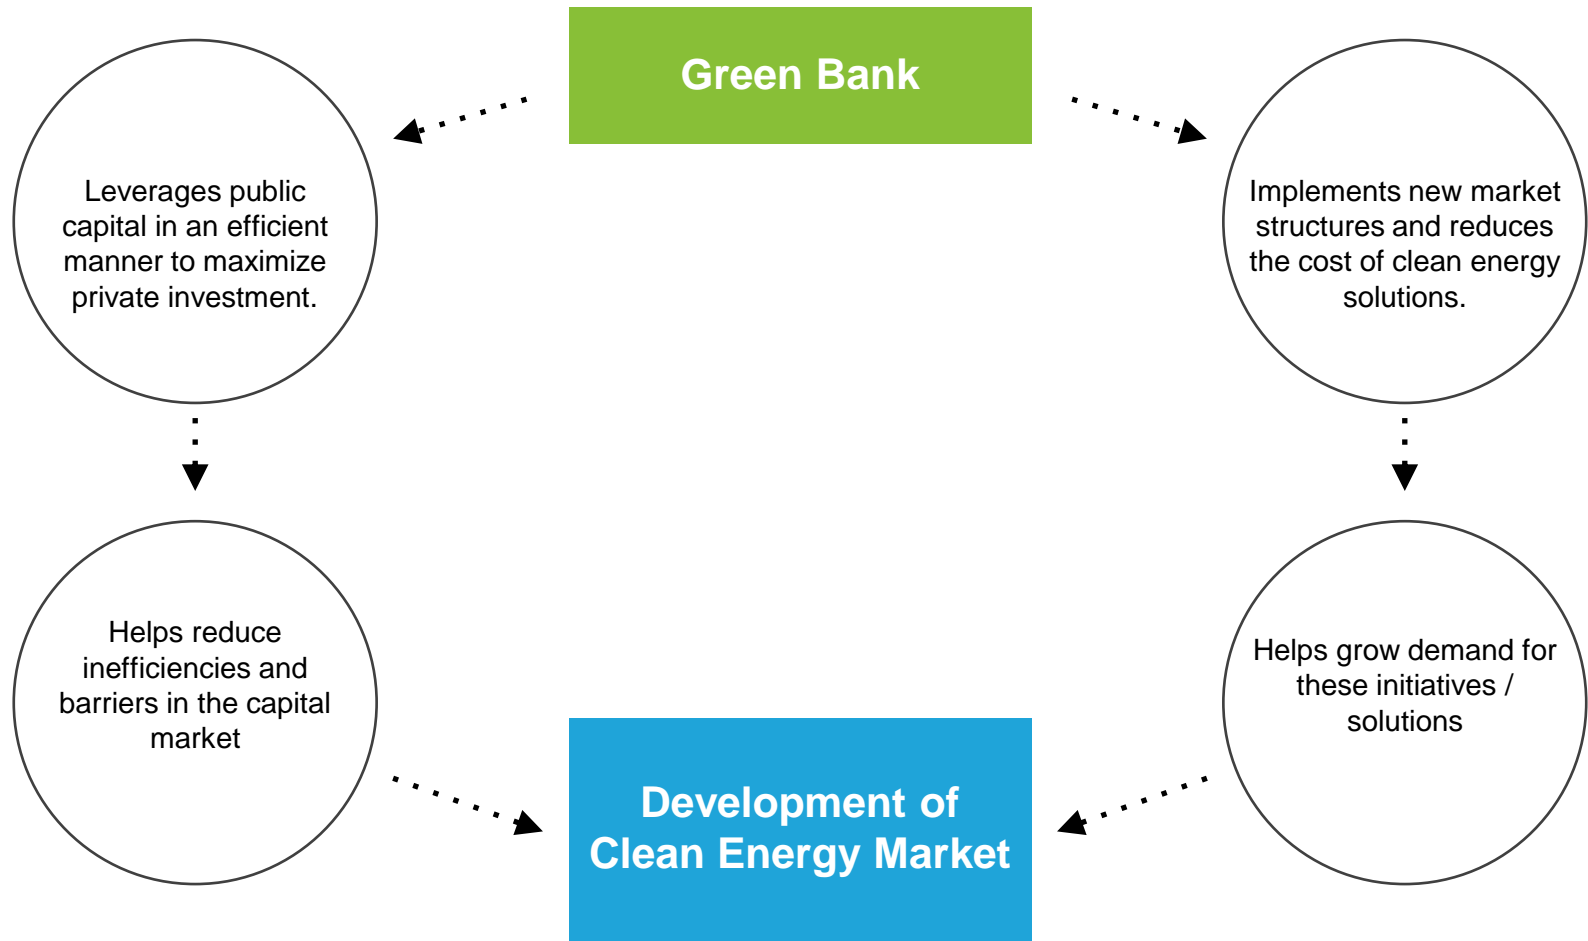 Green Bank
Leverages public
capital in an efficient
manner to maximize
private investment.
Implements new market
structures and reduces
the cost of clean energy
solutions.
Helps reduce
inefficiencies and
barriers in the capital
market
Helps grow demand for
these initiatives /
solutions
Development of
Clean Energy Market